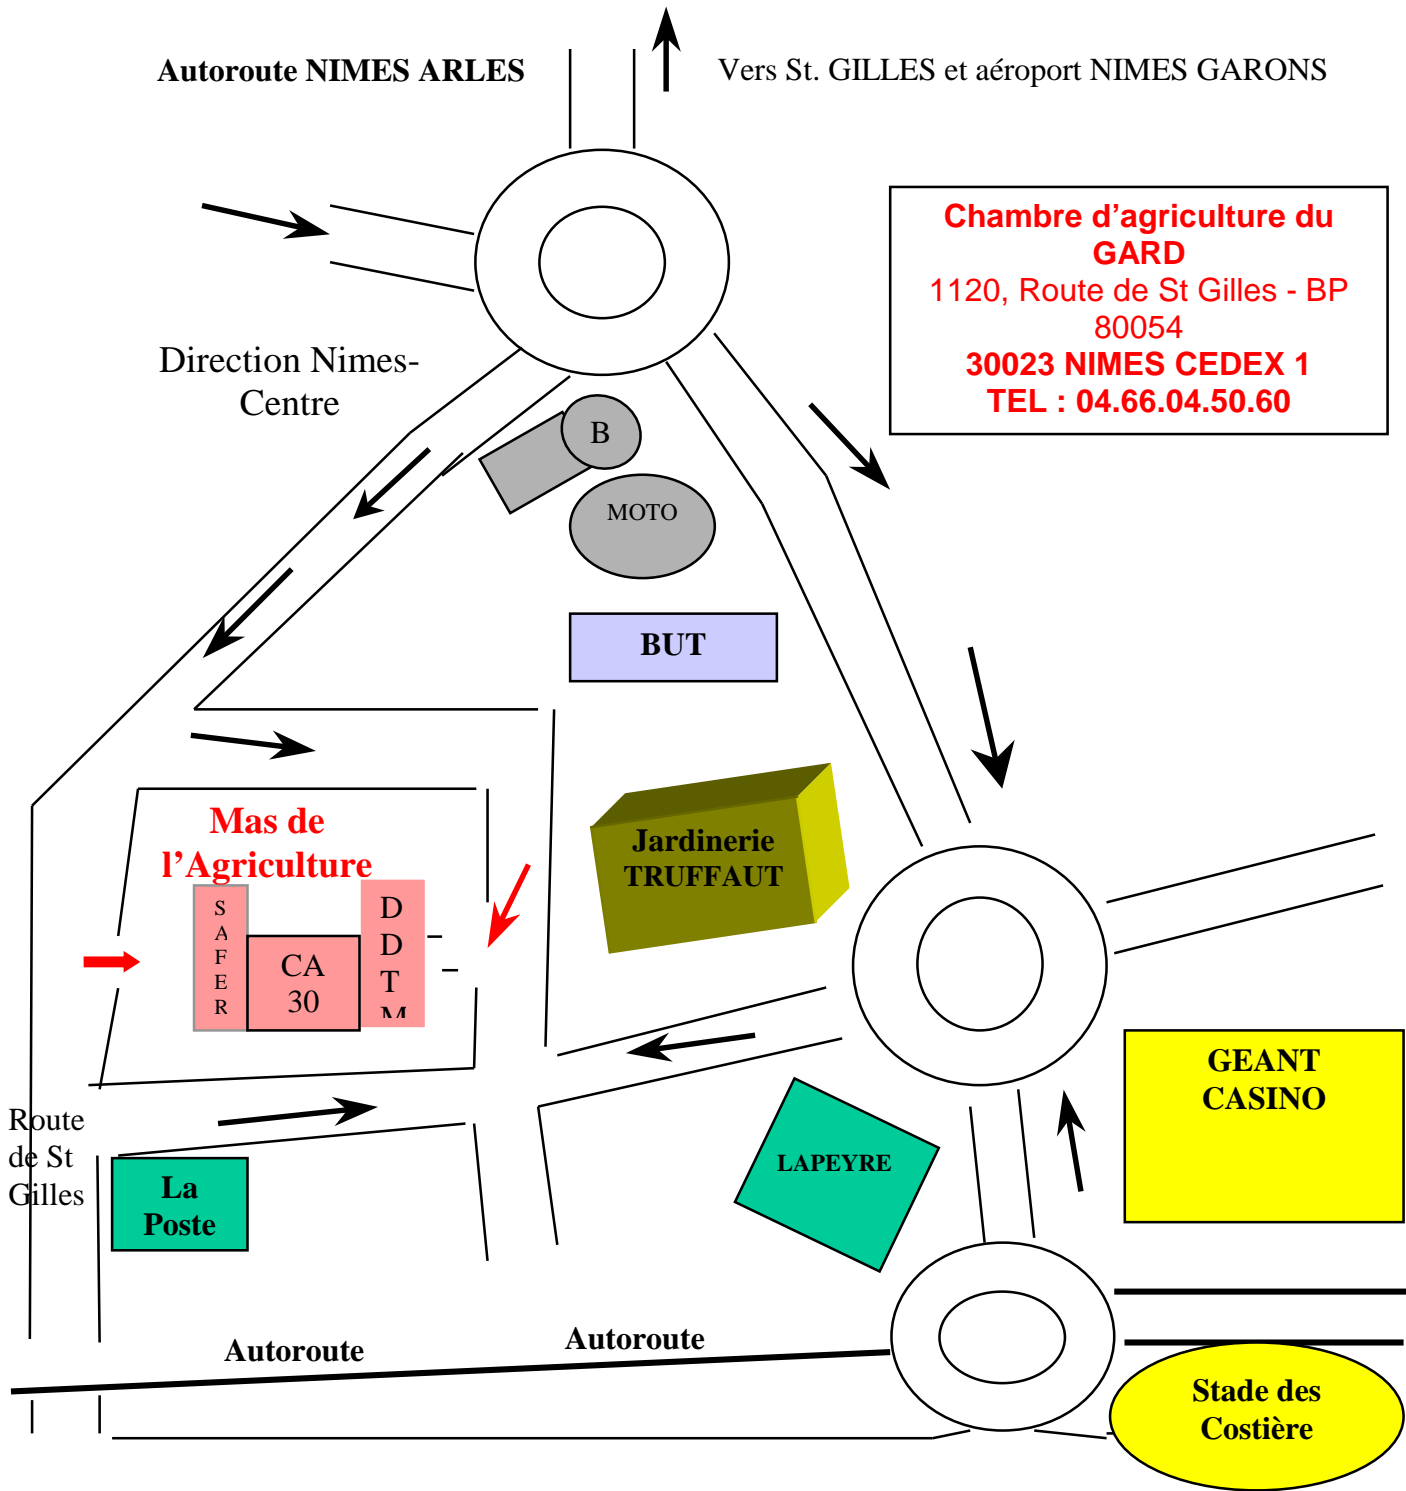 Autoroute NIMES ARLES
Vers St. GILLES et aéroport NIMES GARONS
Chambre d’agriculture du
GARD
1120, Route de St Gilles - BP
80054
30023 NIMES CEDEX 1
TEL : 04.66.04.50.60
Direction Nimes-
Centre
B
MOTO
BUT
Mas de
l’Agriculture
Jardinerie
TRUFFAUT
S
A
F
E
R
CA
30
D
D
T
M
GEANT
CASINO
Route
de St
Gilles
La
Poste
LAPEYRE
Autoroute
Autoroute
Stade des
Costière